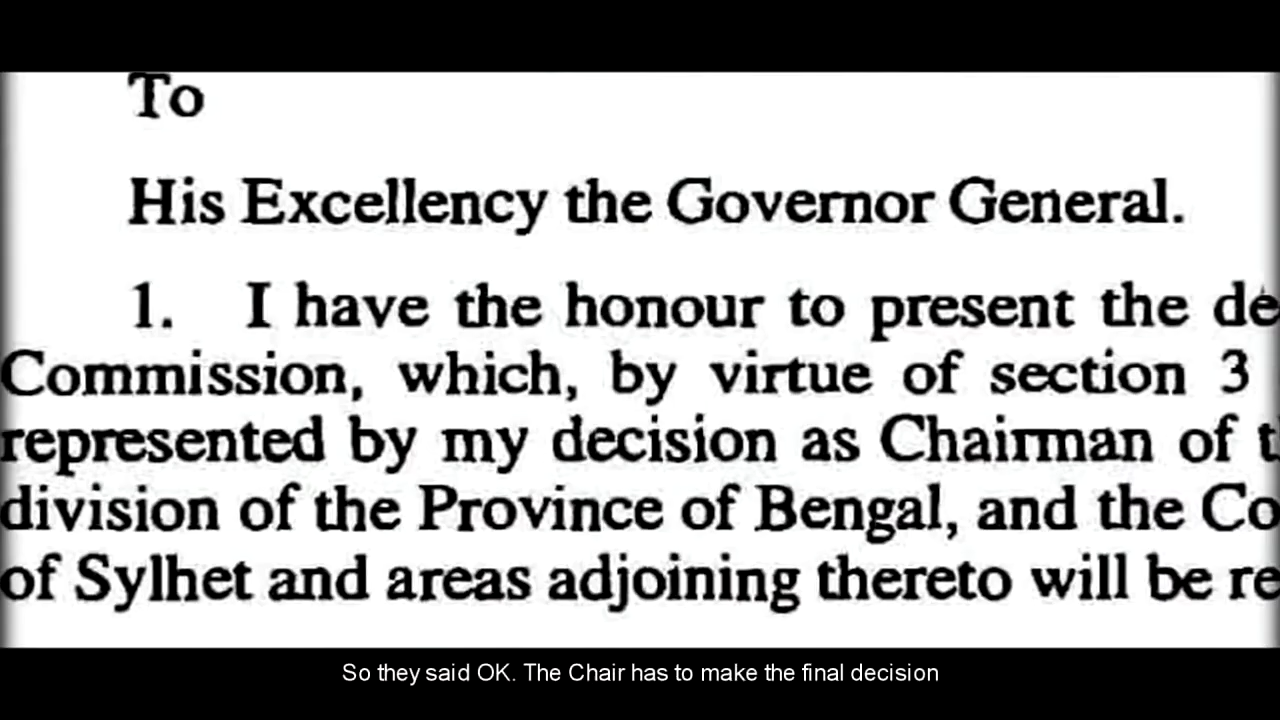 To
His Excellency the Governor General.
1. I have the honour to present the
Commission, which, by virtue of section 3
represented by my decision as Chairman of
division of the Province of Bengal, and the
of Sylhet and areas adjoining thereto will be
So they said OK. The Chair has to make the final decision